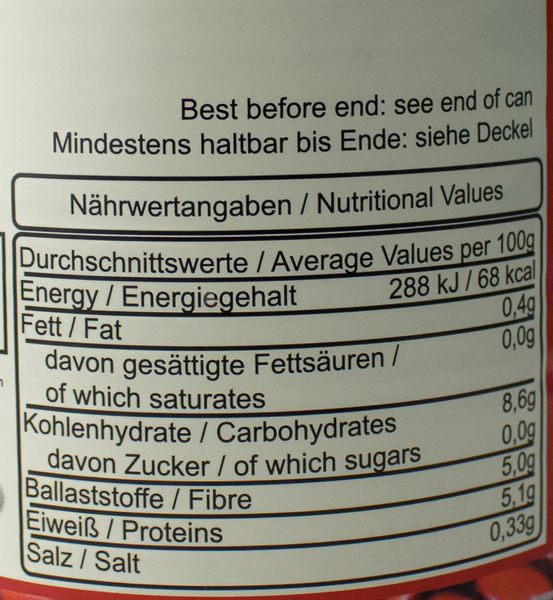 Best before end: see end of can
Mindestens haltbar bis Ende: siehe Deckel
Nährwertangaben / Nutritional Values
Durchschnittswerte / Average Values per 100g
Energy / Energiegehalt 288 kJ / 68 kcal
Fett / Fat 0,4g
davon gesättigte Fettsäuren / 0,0g
of which saturates
Kohlenhydrate / Carbohydrates 8,6g
davon Zucker / of which sugars 0,0g
Ballaststoffe / Fibre 5,0g
Eiweiß / Proteins 5,1g
Salz / Salt 0,33g